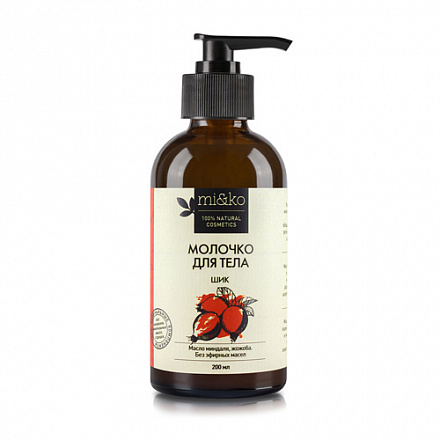 mi&ko
100% NATURAL
COSMETICS
МОЛОЧКО
ДЛЯ ТЕЛА
ШИК
Масло миндаля, жожоба.
Без эфирных масел
200 мл